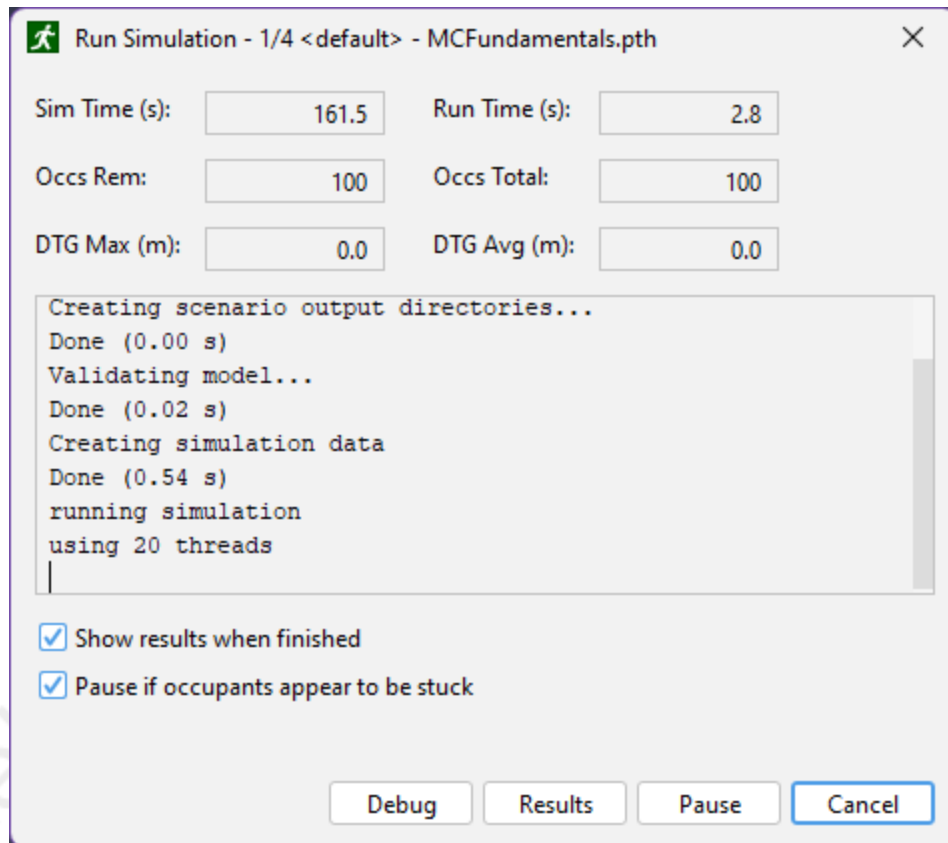 Run Simulation - 1/4 <default> - MCFundamentals.pth
Sim Time (s): 161.5 Run Time (s): 2.8
Occs Rem: 100 Occs Total: 100
DTG Max (m): 0.0 DTG Avg (m): 0.0
Creating scenario output directories...
Done (0.00 s)
Validating model...
Done (0.02 s)
Creating simulation data
Done (0.54 s)
running simulation
using 20 threads
Show results when finished
Pause if occupants appear to be stuck
Debug Results Pause Cancel